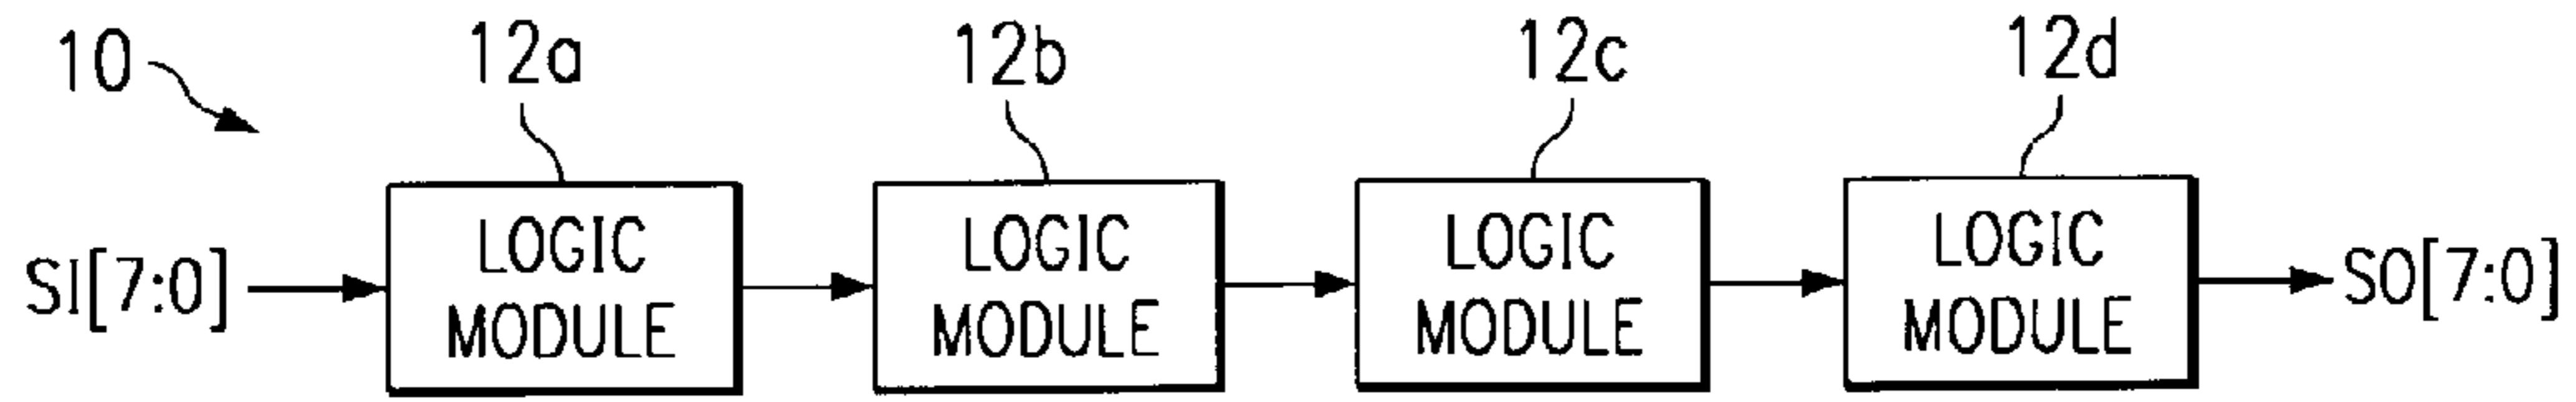 10
12a
12b
12c
12d
SI[7:0]
LOGIC
MODULE
LOGIC
MODULE
LOGIC
MODULE
LOGIC
MODULE
SO[7:0]